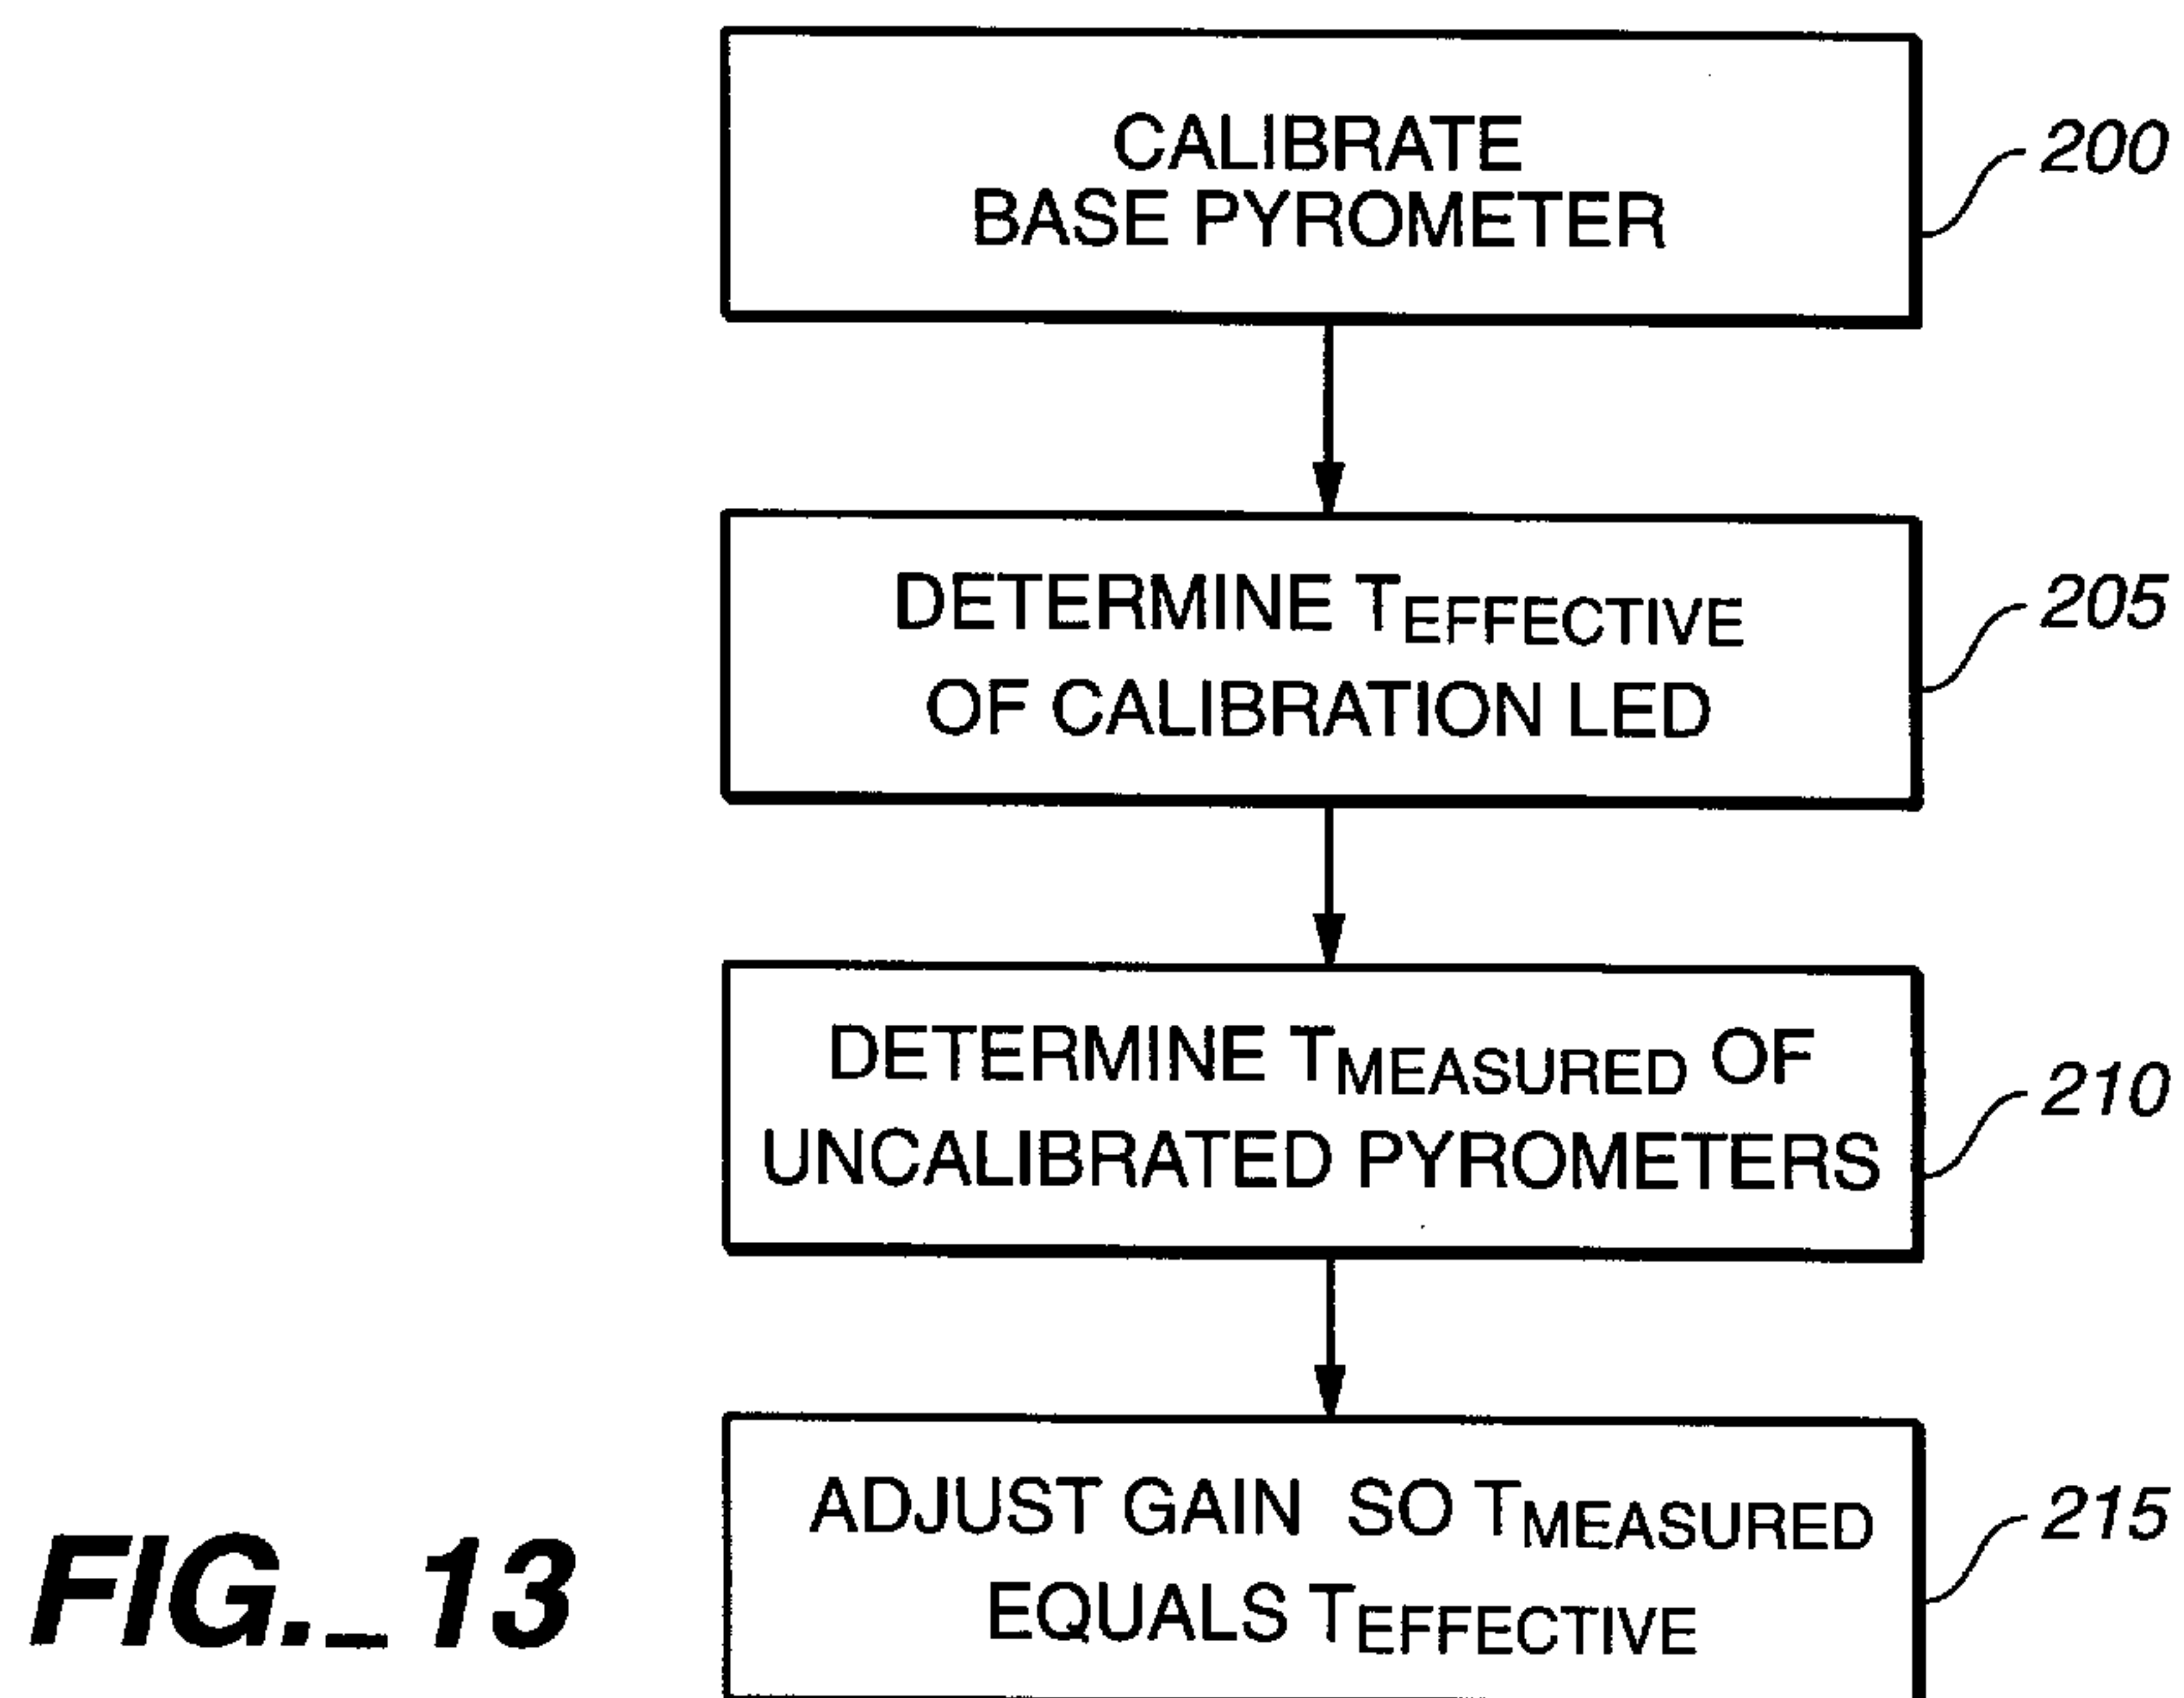 CALIBRATE
BASE PYROMETER
200
DETERMINE TEFFECTIVE
OF CALIBRATION LED
205
DETERMINE TMEASURED OF
UNCALIBRATED PYROMETERS
210
ADJUST GAIN SO TMEASURED
EQUALS TEFFECTIVE
215
FIG._13